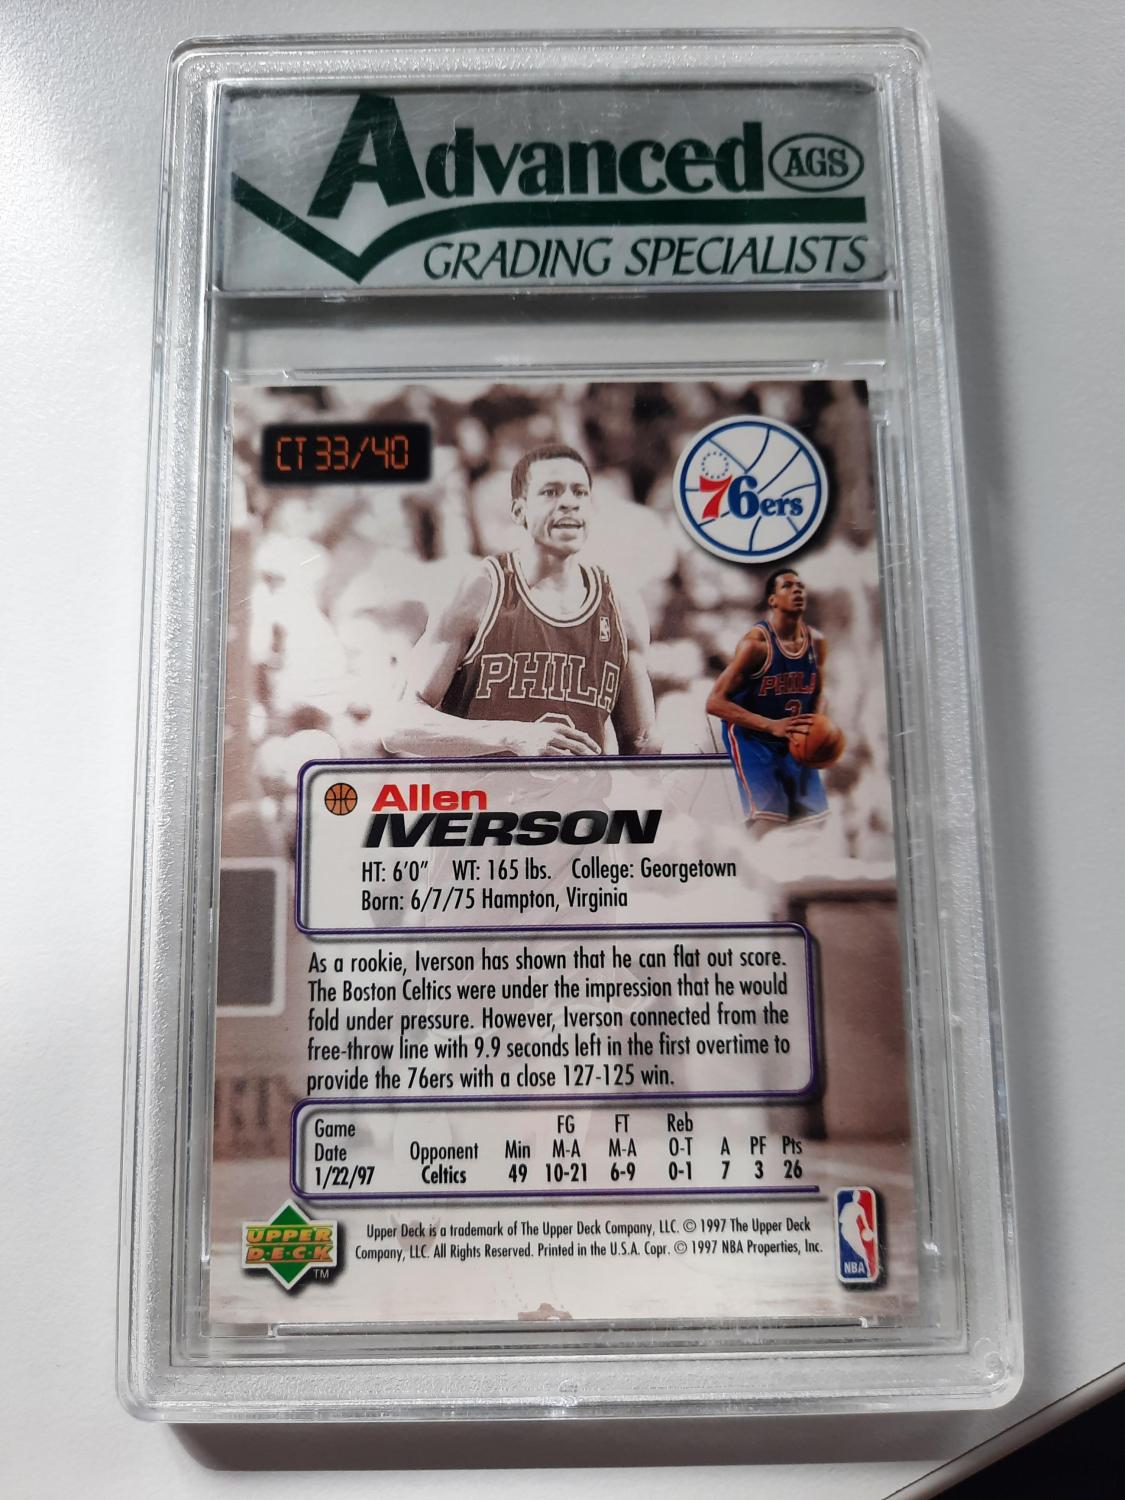 Advanced AGS
GRADING SPECIALISTS
CT 33/40
76ers
PHILA
PHILA
3
Allen
IVERSON
HT: 6'0" WT: 165 lbs. College: Georgetown
Born: 6/7/75 Hampton, Virginia
As a rookie, Iverson has shown that he can flat out score.
The Boston Celtics were under the impression that he would
fold under pressure. However, Iverson connected from the
free-throw line with 9.9 seconds left in the first overtime to
provide the 76ers with a close 127-125 win.
Game FG FT Reb
Date Opponent Min M-A M-A O-T A PF Pts
1/22/97 Celtics 49 10-21 6-9 0-1 7 3 26
UPPER
D·E·C·K
TM
Upper Deck is a trademark of The Upper Deck Company, LLC. © 1997 The Upper Deck
Company, LLC. All Rights Reserved. Printed in the U.S.A. Copr. © 1997 NBA Properties, Inc.
NBA